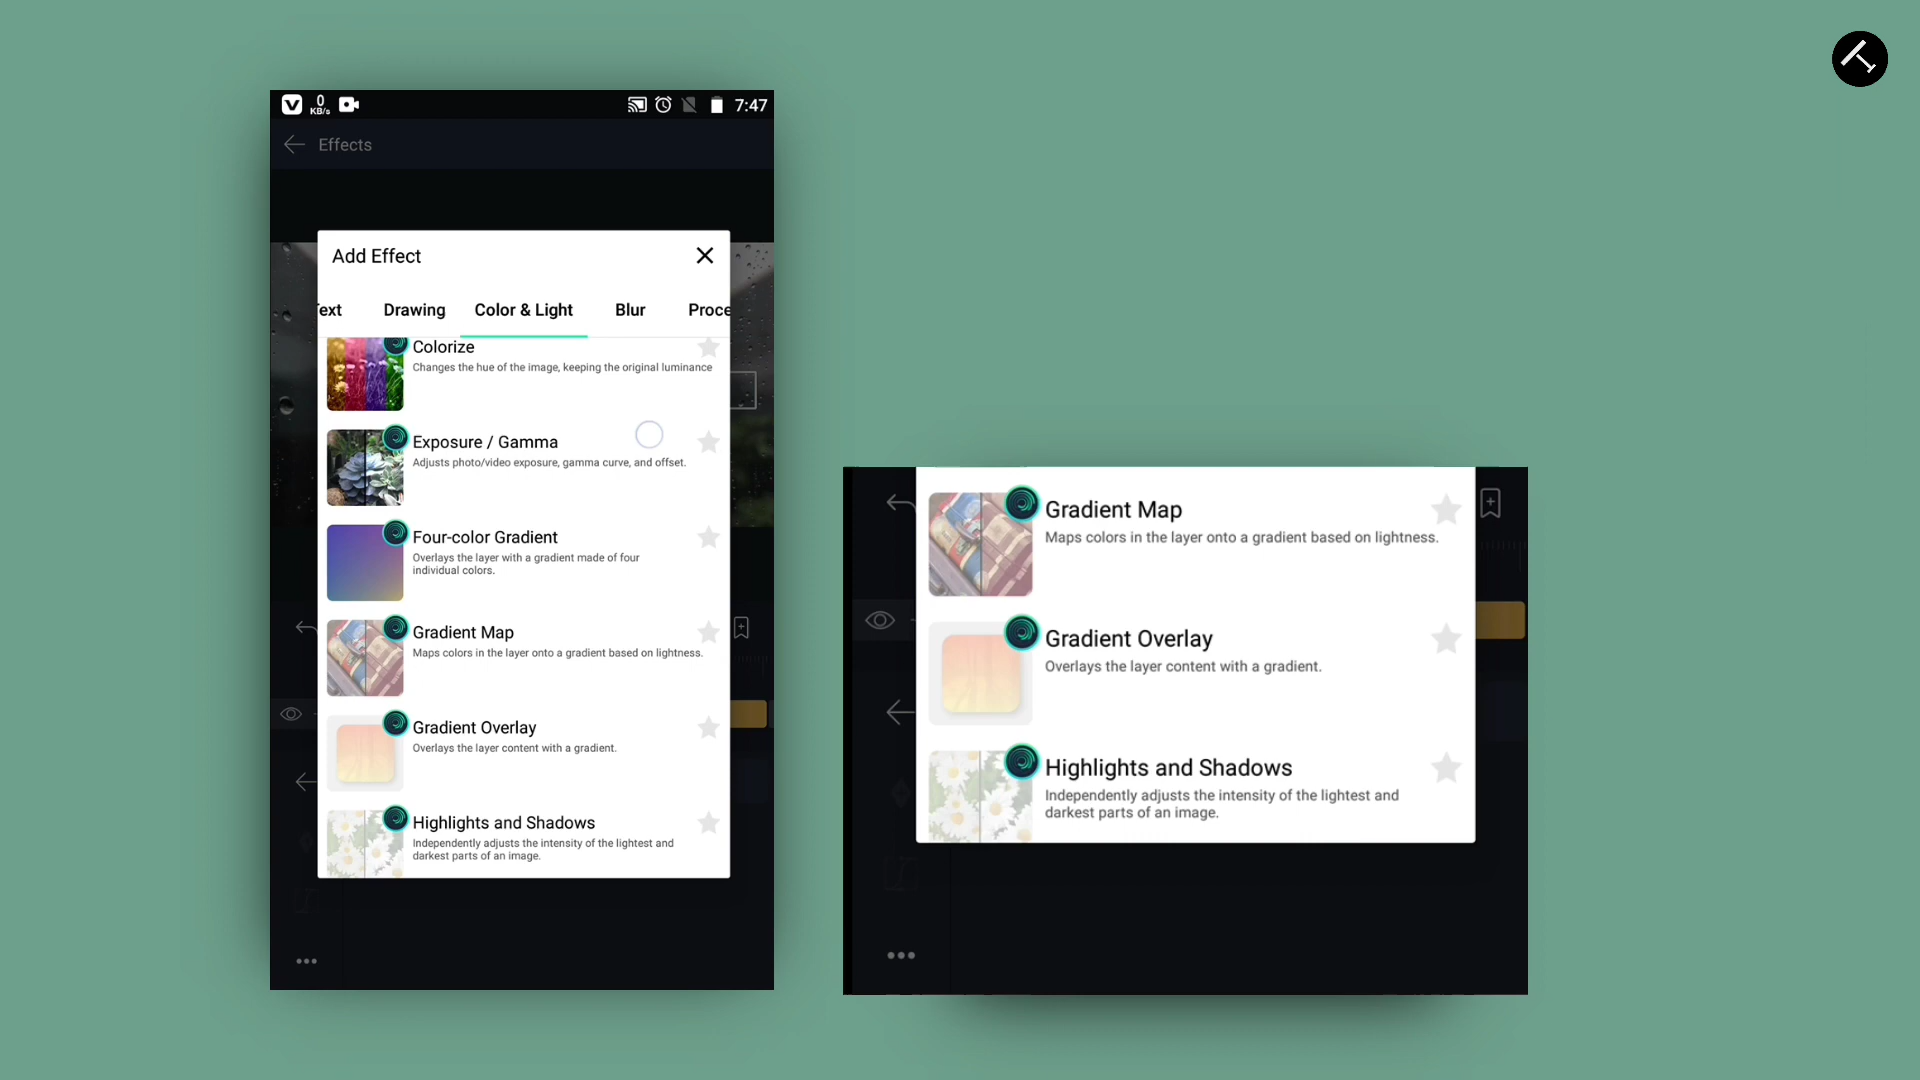 0
KB/s
7:47
Effects
Add Effect
Text
Drawing
Color & Light
Blur
Proce
Colorize
Changes the hue of the image, keeping the original luminance
Exposure / Gamma
Adjusts photo/video exposure, gamma curve, and offset.
Four-color Gradient
Overlays the layer with a gradient made of four
individual colors.
Gradient Map
Maps colors in the layer onto a gradient based on lightness.
Gradient Overlay
Overlays the layer content with a gradient.
Highlights and Shadows
Independently adjusts the intensity of the lightest and
darkest parts of an image.
Gradient Map
Maps colors in the layer onto a gradient based on lightness.
Gradient Overlay
Overlays the layer content with a gradient.
Highlights and Shadows
Independently adjusts the intensity of the lightest and
darkest parts of an image.